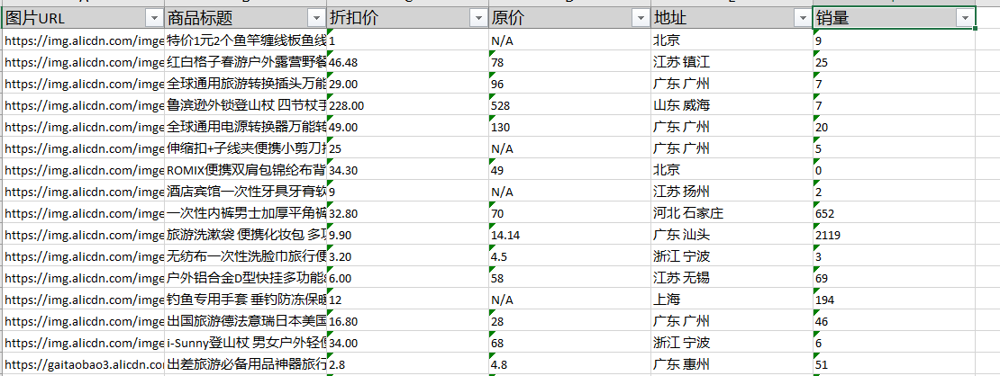 图片URL 商品标题 折扣价 原价 地址 销量
https://img.alicdn.com/imge 特价1元2个鱼竿缠线板鱼线 1 N/A 北京 9
https://img.alicdn.com/imge 红白格子春游户外露营野餐 46.48 78 江苏 镇江 25
https://img.alicdn.com/imge 全球通用旅游转换插头万能 29.00 96 广东 广州 7
https://img.alicdn.com/imge 鲁滨逊外锁登山杖 四节杖手 228.00 528 山东 威海 7
https://img.alicdn.com/imge 全球通用电源转换器万能转 49.00 130 广东 广州 20
https://img.alicdn.com/imge 伸缩扣+子线夹便携小剪刀 25 N/A 广东 广州 5
https://img.alicdn.com/imge ROMIX便携双肩包锦纶布背 34.30 49 北京 0
https://img.alicdn.com/imge 酒店宾馆一次性牙具牙膏软 9 N/A 江苏 扬州 2
https://img.alicdn.com/imge 一次性内裤男士加厚平角裤 32.80 70 河北 石家庄 652
https://img.alicdn.com/imge 旅游洗漱袋 便携化妆包 多功 9.90 14.14 广东 汕头 2119
https://img.alicdn.com/imge 无纺布一次性洗脸巾旅行便 3.20 4.5 浙江 宁波 3
https://img.alicdn.com/imge 户外铝合金D型快挂多功能8 6.00 58 江苏 无锡 69
https://img.alicdn.com/imge 钓鱼专用手套 垂钓防冻保暖 12 N/A 上海 194
https://img.alicdn.com/imge 出国旅游德法意瑞日本美国 16.80 28 广东 广州 46
https://img.alicdn.com/imge i-Sunny登山杖 男女户外轻便 34.00 68 浙江 宁波 6
https://gaitaobao3.alicdn.co 出差旅游必备用品神器旅行 2.8 4.8 广东 惠州 51